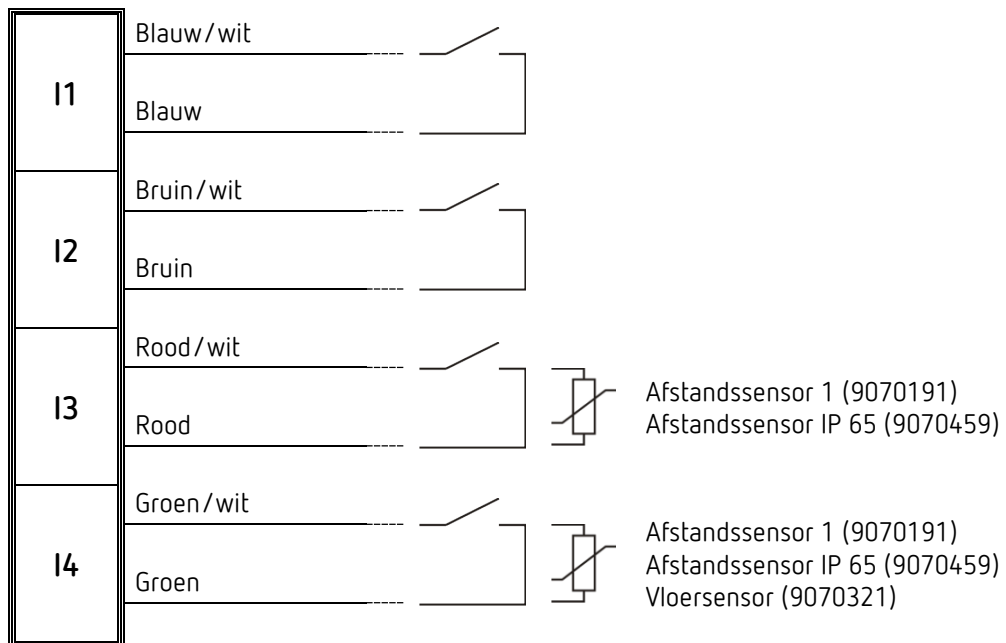 I1
Blauw/wit
Blauw
I2
Bruin/wit
Bruin
I3
Rood/wit
Rood
Afstandssensor 1 (9070191)
Afstandssensor IP 65 (9070459)
I4
Groen/wit
Groen
Afstandssensor 1 (9070191)
Afstandssensor IP 65 (9070459)
Vloersensor (9070321)